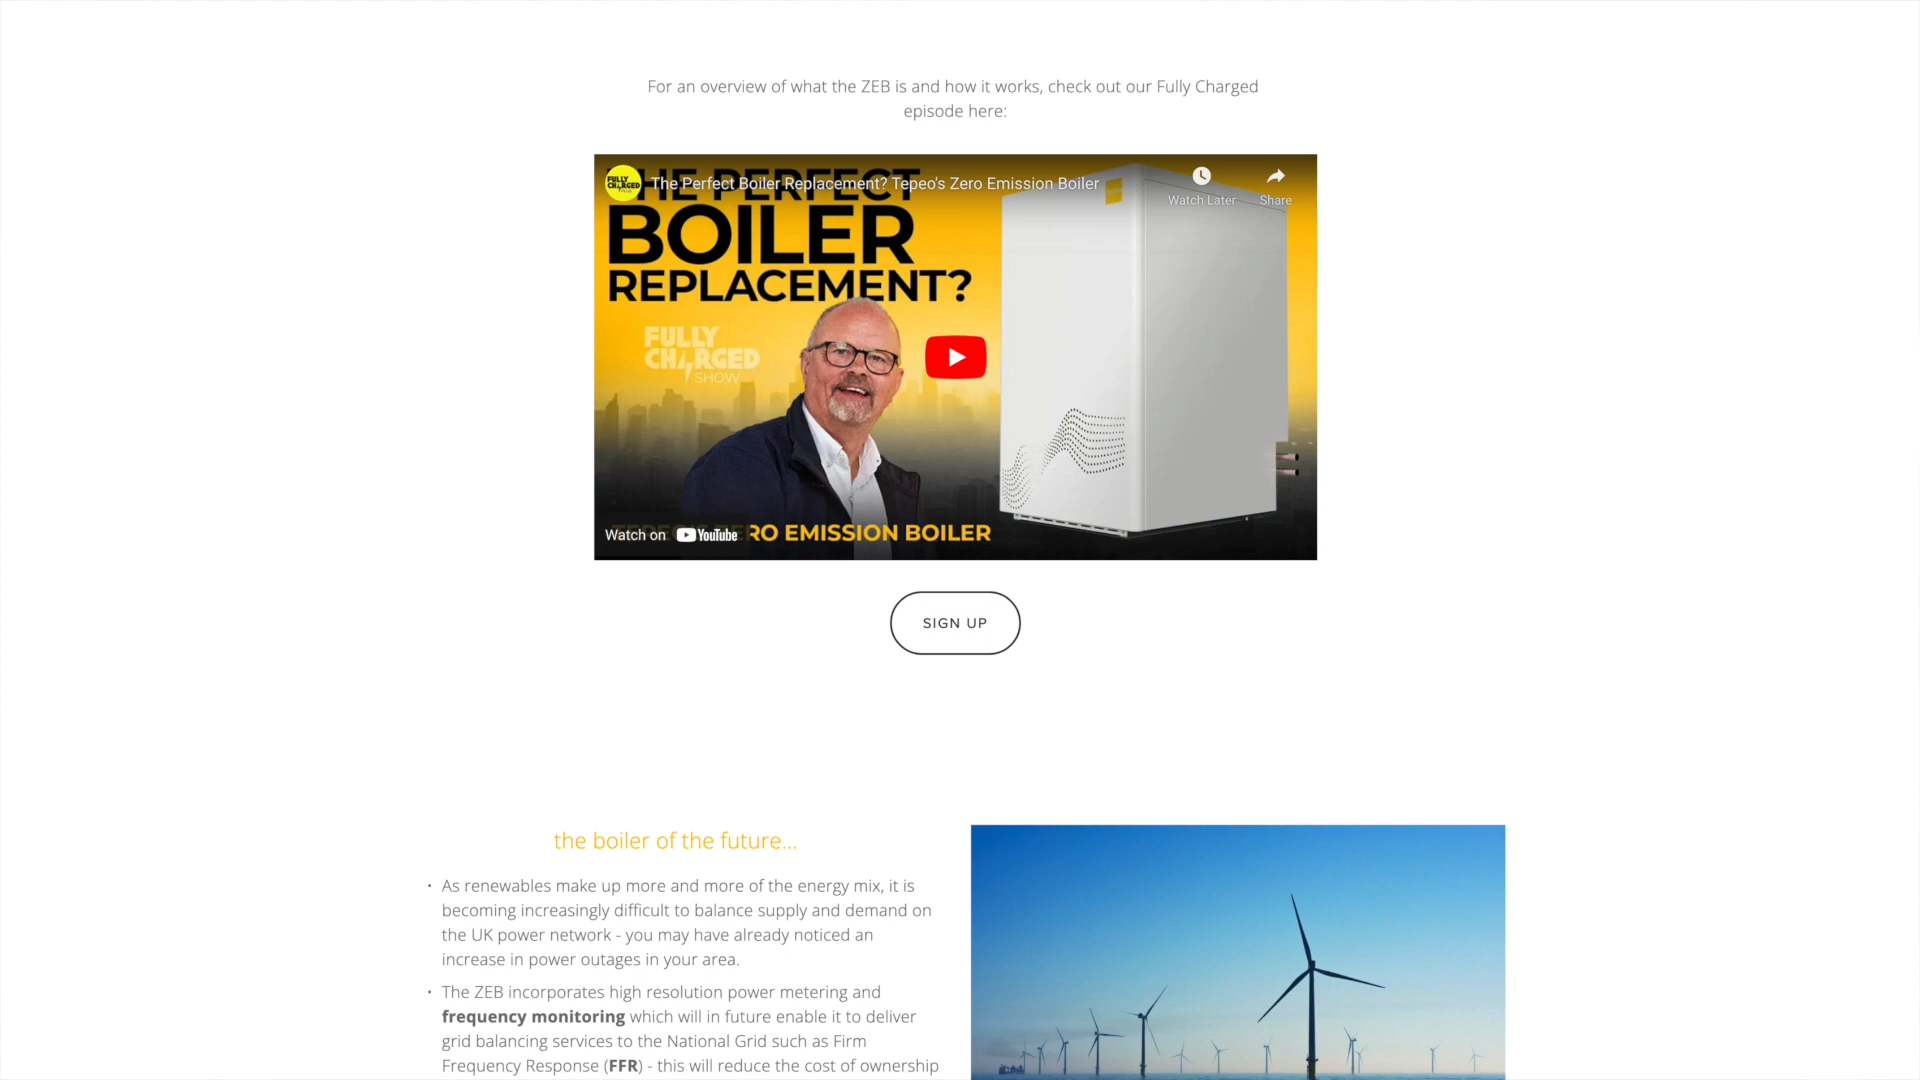 For an overview of what the ZEB is and how it works, check out our Fully Charged
episode here:
THE PERFECT
The Perfect Boiler Replacement? Tepeo's Zero Emission Boiler
Watch Later
Share
BOILER
REPLACEMENT?
FULLY
CHARGED
SHOW
Watch on YouTube
RO EMISSION BOILER
SIGN UP
the boiler of the future...
• As renewables make up more and more of the energy mix, it is
becoming increasingly difficult to balance supply and demand on
the UK power network - you may have already noticed an
increase in power outages in your area.
• The ZEB incorporates high resolution power metering and
frequency monitoring which will in future enable it to deliver
grid balancing services to the National Grid such as Firm
Frequency Response (FFR) - this will reduce the cost of ownership